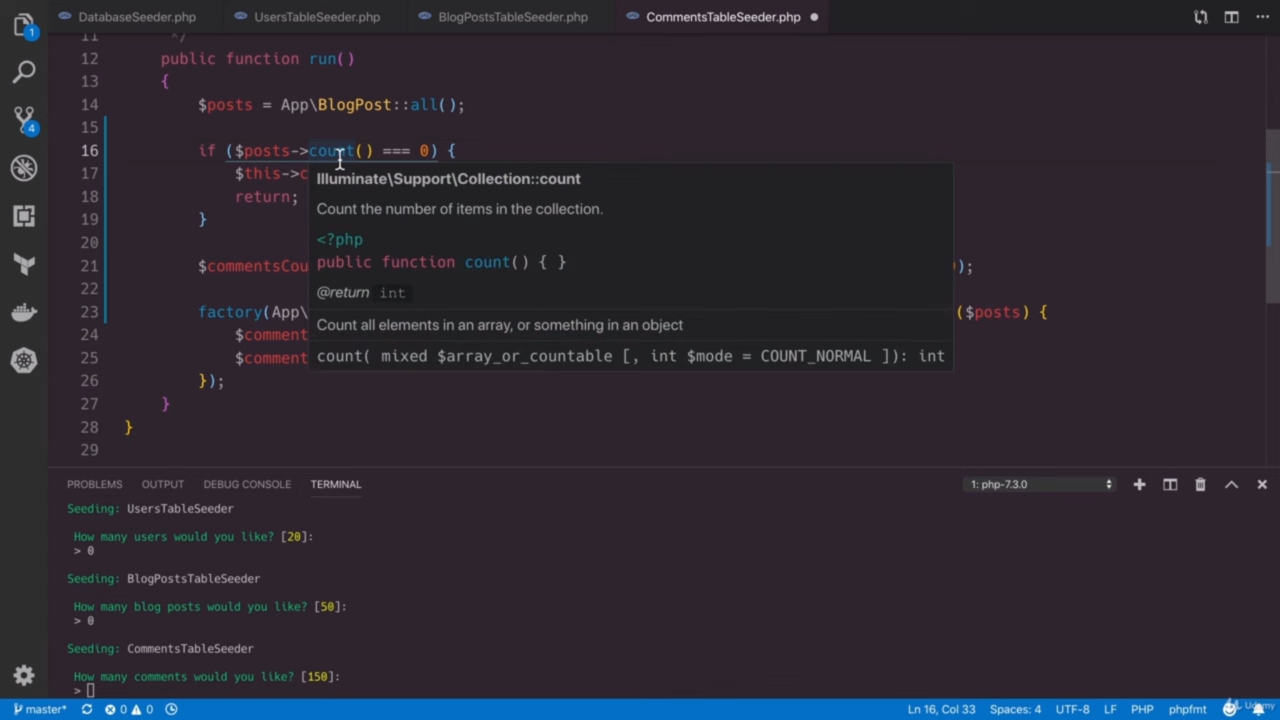 DatabaseSeeder.php UsersTableSeeder.php BlogPostsTableSeeder.php CommentsTableSeeder.php
1
4
11 */
12 public function run()
13 {
14 $posts = App\BlogPost::all();
15
16 if ($posts->count() === 0) {
17 $this->c
18 return;
19 }
20
21 $commentsCou );
22
23 factory(App\ ($posts) {
24 $comment
25 $comment
26 });
27 }
28 }
29
Illuminate\Support\Collection::count
Count the number of items in the collection.
<?php
public function count() { }
@return int
Count all elements in an array, or something in an object
count( mixed $array_or_countable [, int $mode = COUNT_NORMAL ]): int
PROBLEMS OUTPUT DEBUG CONSOLE TERMINAL 1: php-7.3.0
Seeding: UsersTableSeeder
How many users would you like? [20]:
> 0
Seeding: BlogPostsTableSeeder
How many blog posts would you like? [50]:
> 0
Seeding: CommentsTableSeeder
How many comments would you like? [150]:
>
master* 0 0 Ln 16, Col 33 Spaces: 4 UTF-8 LF PHP phpfmt
Udemy